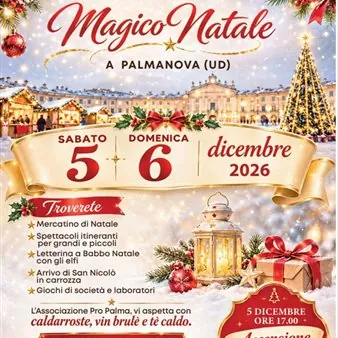 Magico Natale
A PALMANOVA (UD)
SABATO
5
DOMENICA
6
dicembre
2026
Troverete
Mercatino di Natale
Spettacoli itineranti
per grandi e piccoli
Letterina a Babbo Natale
con gli elfi
Arrivo di San Nicolò
in carrozza
Giochi di società e laboratori
L'Associazione Pro Palma, vi aspetta con
caldarroste, vin brulè e tè caldo.
5 DICEMBRE
ORE 17.00
Accensione